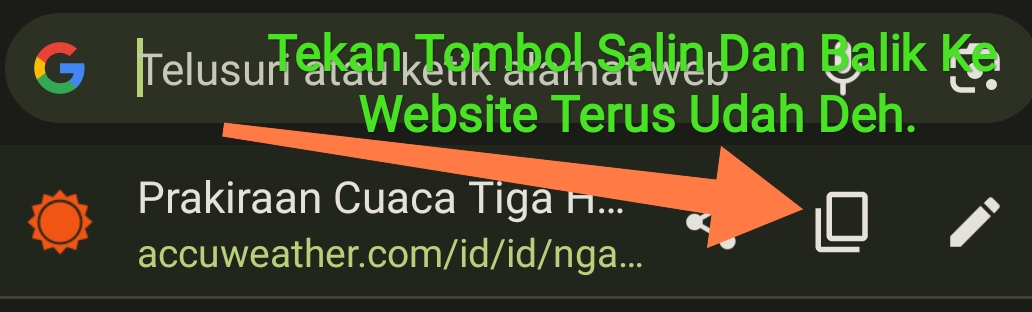 Tekan Tombol Salin Dan Balik Ke
Website Terus Udah Deh.
Telusuri atau ketik alamat web
Prakiraan Cuaca Tiga H...
accuweather.com/id/id/nga...